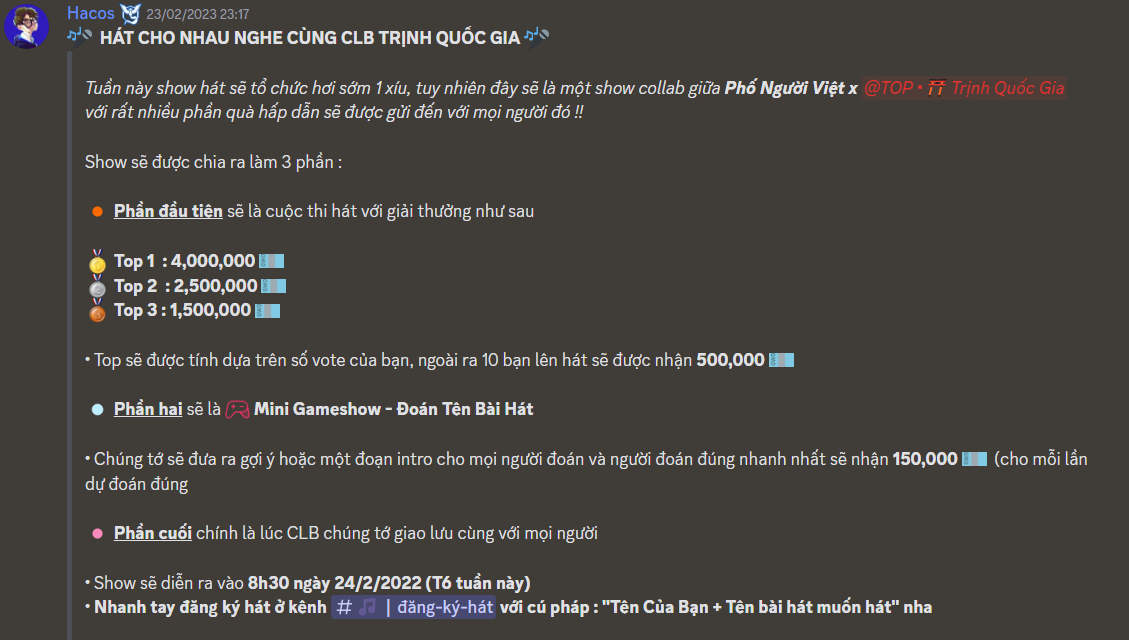 Hacos 23/02/2023 23:17
HÁT CHO NHAU NGHE CÙNG CLB TRỊNH QUỐC GIA
Tuần này show hát sẽ tổ chức hơi sớm 1 xíu, tuy nhiên đây sẽ là một show collab giữa Phố Người Việt x @TOP • ⛩ Trịnh Quốc Gia
với rất nhiều phần quà hấp dẫn sẽ được gửi đến với mọi người đó !!
Show sẽ được chia ra làm 3 phần :
Phần đầu tiên sẽ là cuộc thi hát với giải thưởng như sau
Top 1 : 4,000,000
Top 2 : 2,500,000
Top 3 : 1,500,000
• Top sẽ được tính dựa trên số vote của bạn, ngoài ra 10 bạn lên hát sẽ được nhận 500,000
Phần hai sẽ là Mini Gameshow - Đoán Tên Bài Hát
• Chúng tớ sẽ đưa ra gợi ý hoặc một đoạn intro cho mọi người đoán và người đoán đúng nhanh nhất sẽ nhận 150,000 (cho mỗi lần
dự đoán đúng
Phần cuối chính là lúc CLB chúng tớ giao lưu cùng với mọi người
• Show sẽ diễn ra vào 8h30 ngày 24/2/2022 (T6 tuần này)
• Nhanh tay đăng ký hát ở kênh # 🎵 | đăng-ký-hát với cú pháp : "Tên Của Bạn + Tên bài hát muốn hát" nha